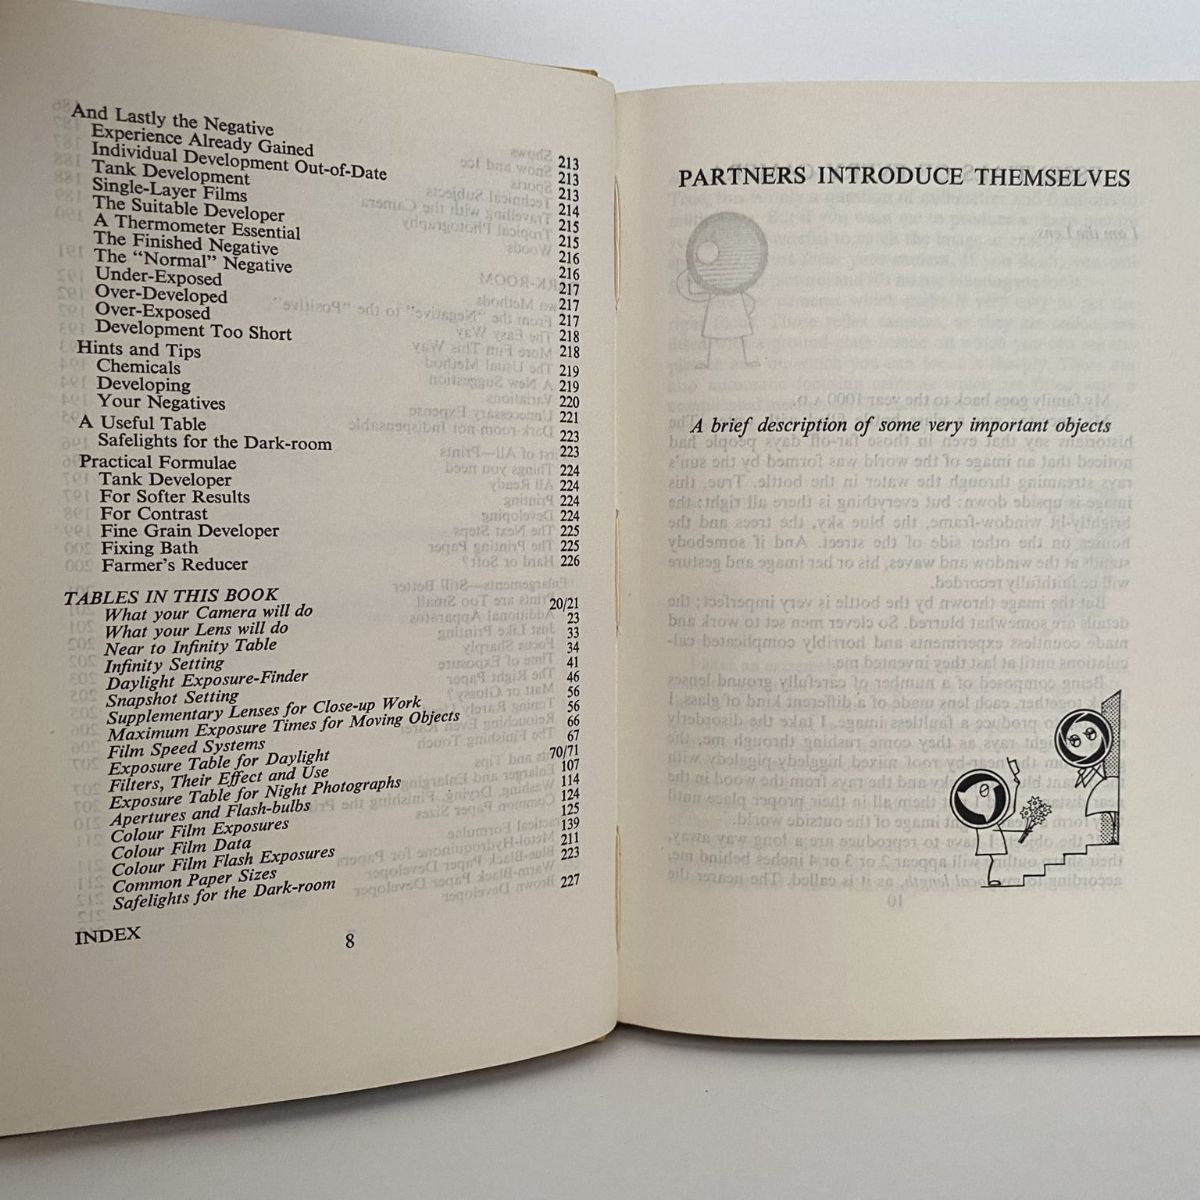 And Lastly the Negative 213
Experience Already Gained 213
Individual Development Out-of-Date 213
Tank Development 214
Single-Layer Films 215
The Suitable Developer 215
A Thermometer Essential 216
The Finished Negative 216
The “Normal” Negative 217
Under-Exposed 217
Over-Developed 217
Over-Exposed 218
Development Too Short 218
Hints and Tips 219
Chemicals 219
Developing 220
Your Negatives 221
A Useful Table 223
Safelights for the Dark-room 223
Practical Formulae 224
Tank Developer 224
For Softer Results 224
For Contrast 224
Fine Grain Developer 225
Fixing Bath 225
Farmer's Reducer 226
TABLES IN THIS BOOK
What your Camera will do 20/21
What your Lens will do 23
Near to Infinity Table 33
Infinity Setting 34
Daylight Exposure-Finder 41
Snapshot Setting 46
Supplementary Lenses for Close-up Work 56
Maximum Exposure Times for Moving Objects 56
Film Speed Systems 66
Exposure Table for Daylight 67
Filters, Their Effect and Use 70/71
Exposure Table for Night Photographs 107
Apertures and Flash-bulbs 114
Colour Film Exposures 124
Colour Film Data 125
Colour Film Flash Exposures 139
Common Paper Sizes 211
Safelights for the Dark-room 223
INDEX 227
8
PARTNERS INTRODUCE THEMSELVES
A brief description of some very important objects